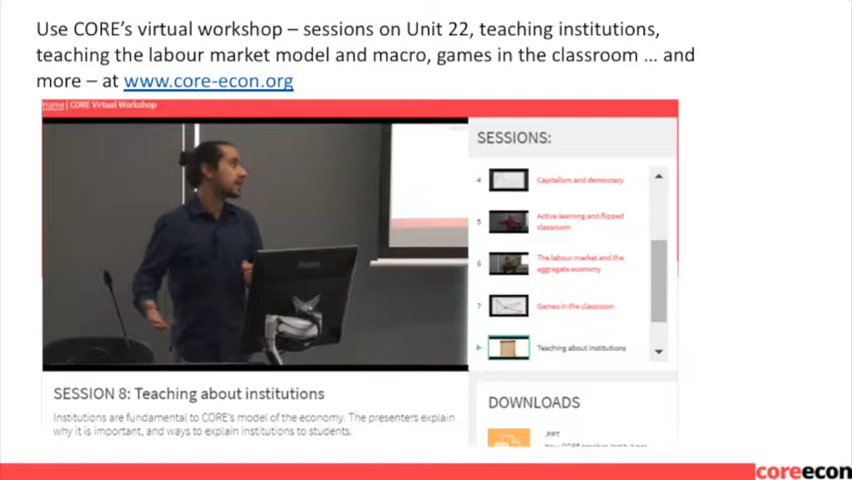 Use CORE's virtual workshop – sessions on Unit 22, teaching institutions,
teaching the labour market model and macro, games in the classroom … and
more – at www.core-econ.org
Home | CORE Virtual Workshop
SESSIONS:
4 Capitalism and democracy
5 Active learning and flipped
classroom
6 The labour market and the
aggregate economy
7 Games in the classroom
Teaching about institutions
SESSION 8: Teaching about institutions
Institutions are fundamental to CORE's model of the economy. The presenters explain
why it is important, and ways to explain institutions to students.
DOWNLOADS
.PPT
coreecon